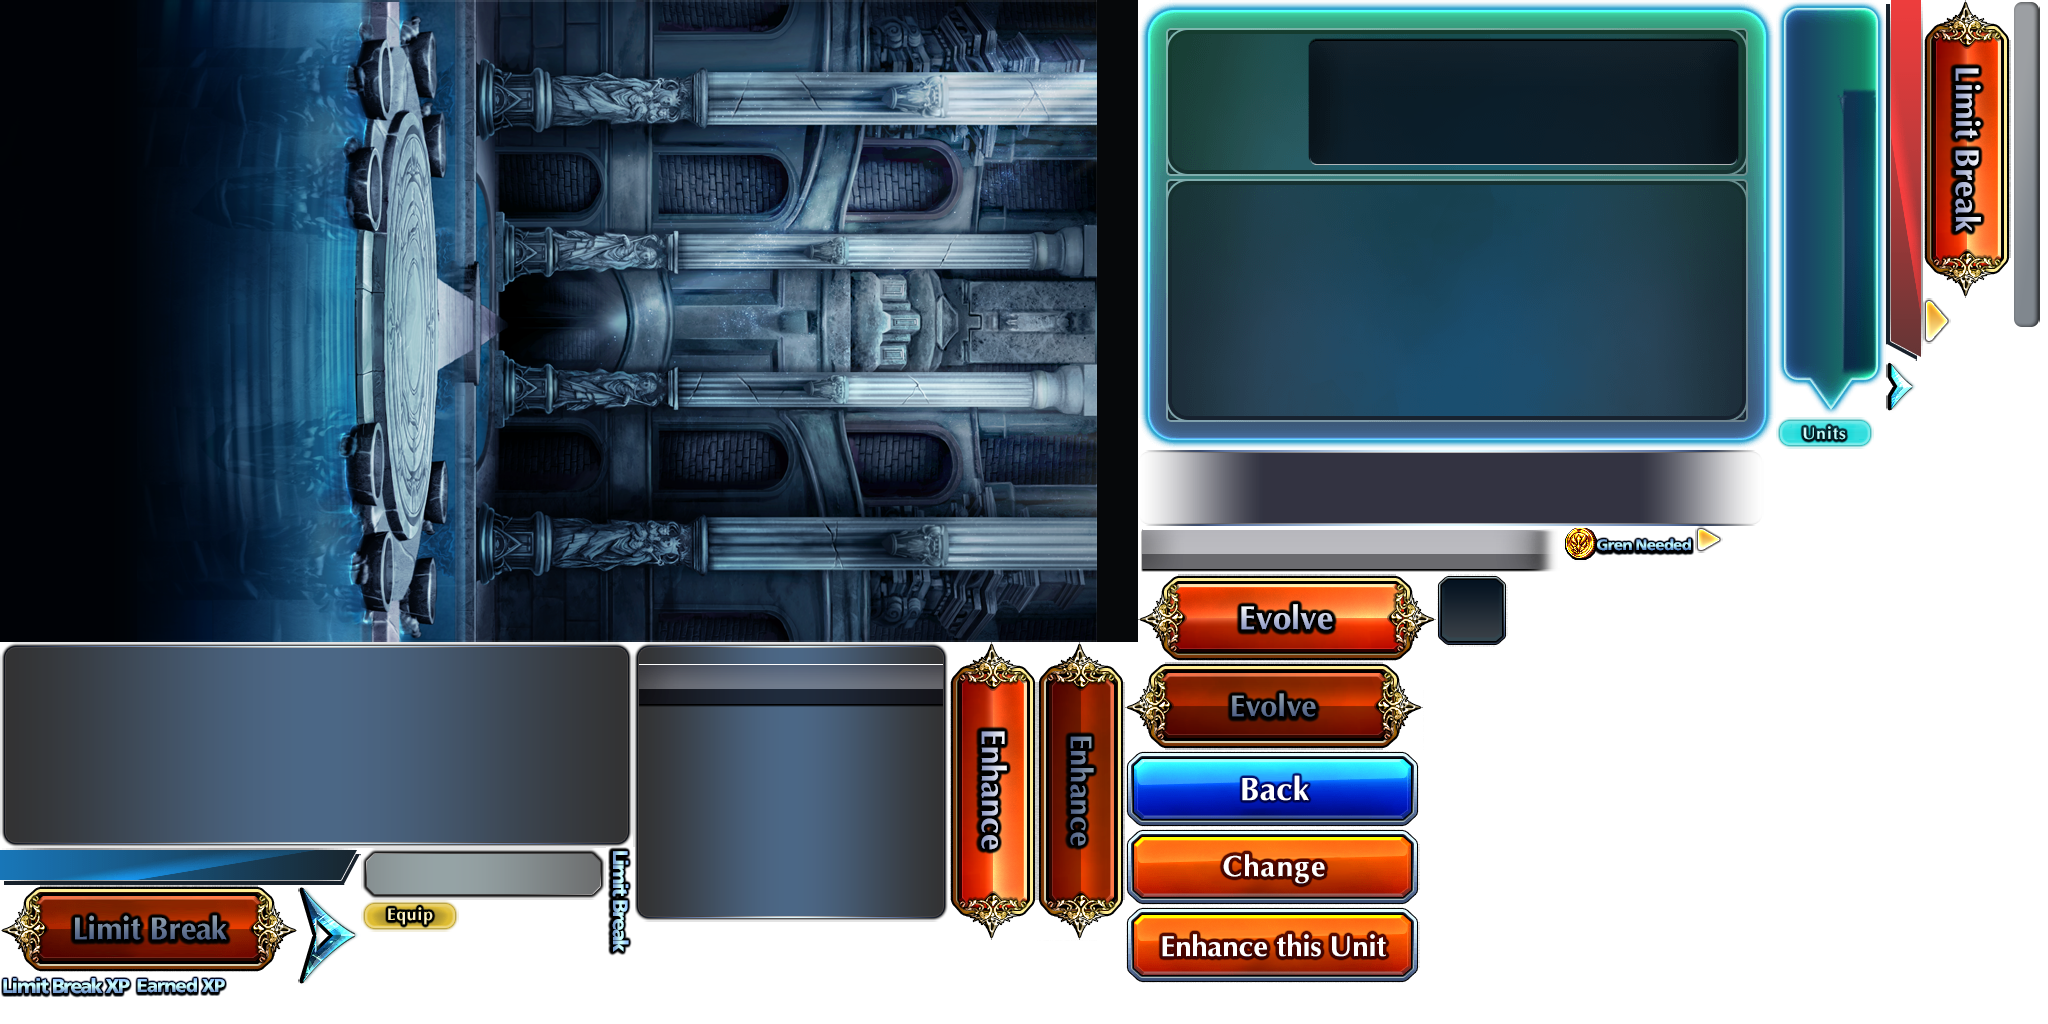 Limit Break
Units
Gren Needed
Evolve
Evolve
Enhance
Enhance
Back
Change
Enhance this Unit
Limit Break
Equip
Limit Break
Limit Break XP
Earned XP